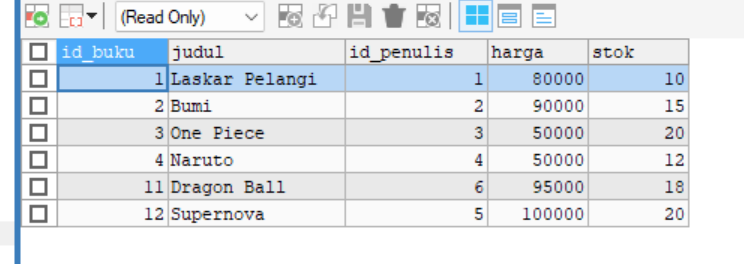 (Read Only)
id_buku judul id_penulis harga stok
1 Laskar Pelangi 1 80000 10
2 Bumi 2 90000 15
3 One Piece 3 50000 20
4 Naruto 4 50000 12
11 Dragon Ball 6 95000 18
12 Supernova 5 100000 20